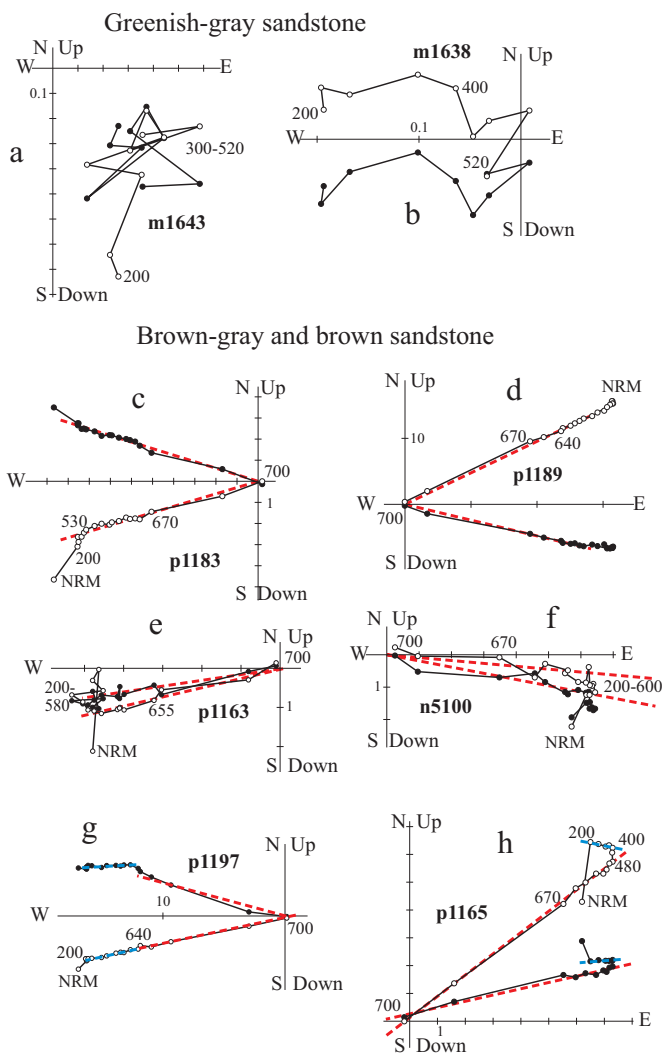 Greenish-gray sandstone
N Up
W E
0.1
a
300-520
m1643
200
S Down
m1638
N Up
400
200
W 0.1 E
520
b
S Down
Brown-gray and brown sandstone
c
N Up
W 700
1
530 670
200
NRM
p1183
S Down
d
N Up
NRM
10
670 640
p1189
W E
700
S Down
e
N Up
W 700
200-
580
655 1
p1163
NRM
S Down
f
N Up
700 670
W E
1
200-600
n5100
NRM
S Down
g
p1197
N Up
W 10
700
640
200
NRM
S Down
h
N Up
200 400
480
p1165
670
NRM
700
W 1 E
S Down